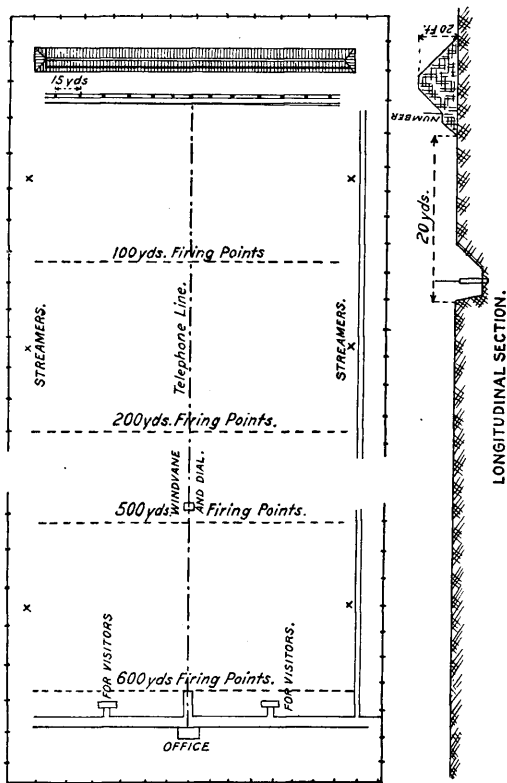 20 Ft.
15 yds
NUMBER
20 yds.
100 yds. Firing Points
STREAMERS.
Telephone Line.
STREAMERS.
200 yds. Firing Points.
WINDVANE
AND DIAL.
500 yds. Firing Points.
LONGITUDINAL SECTION.
FOR VISITORS
FOR VISITORS.
600 yds Firing Points.
OFFICE